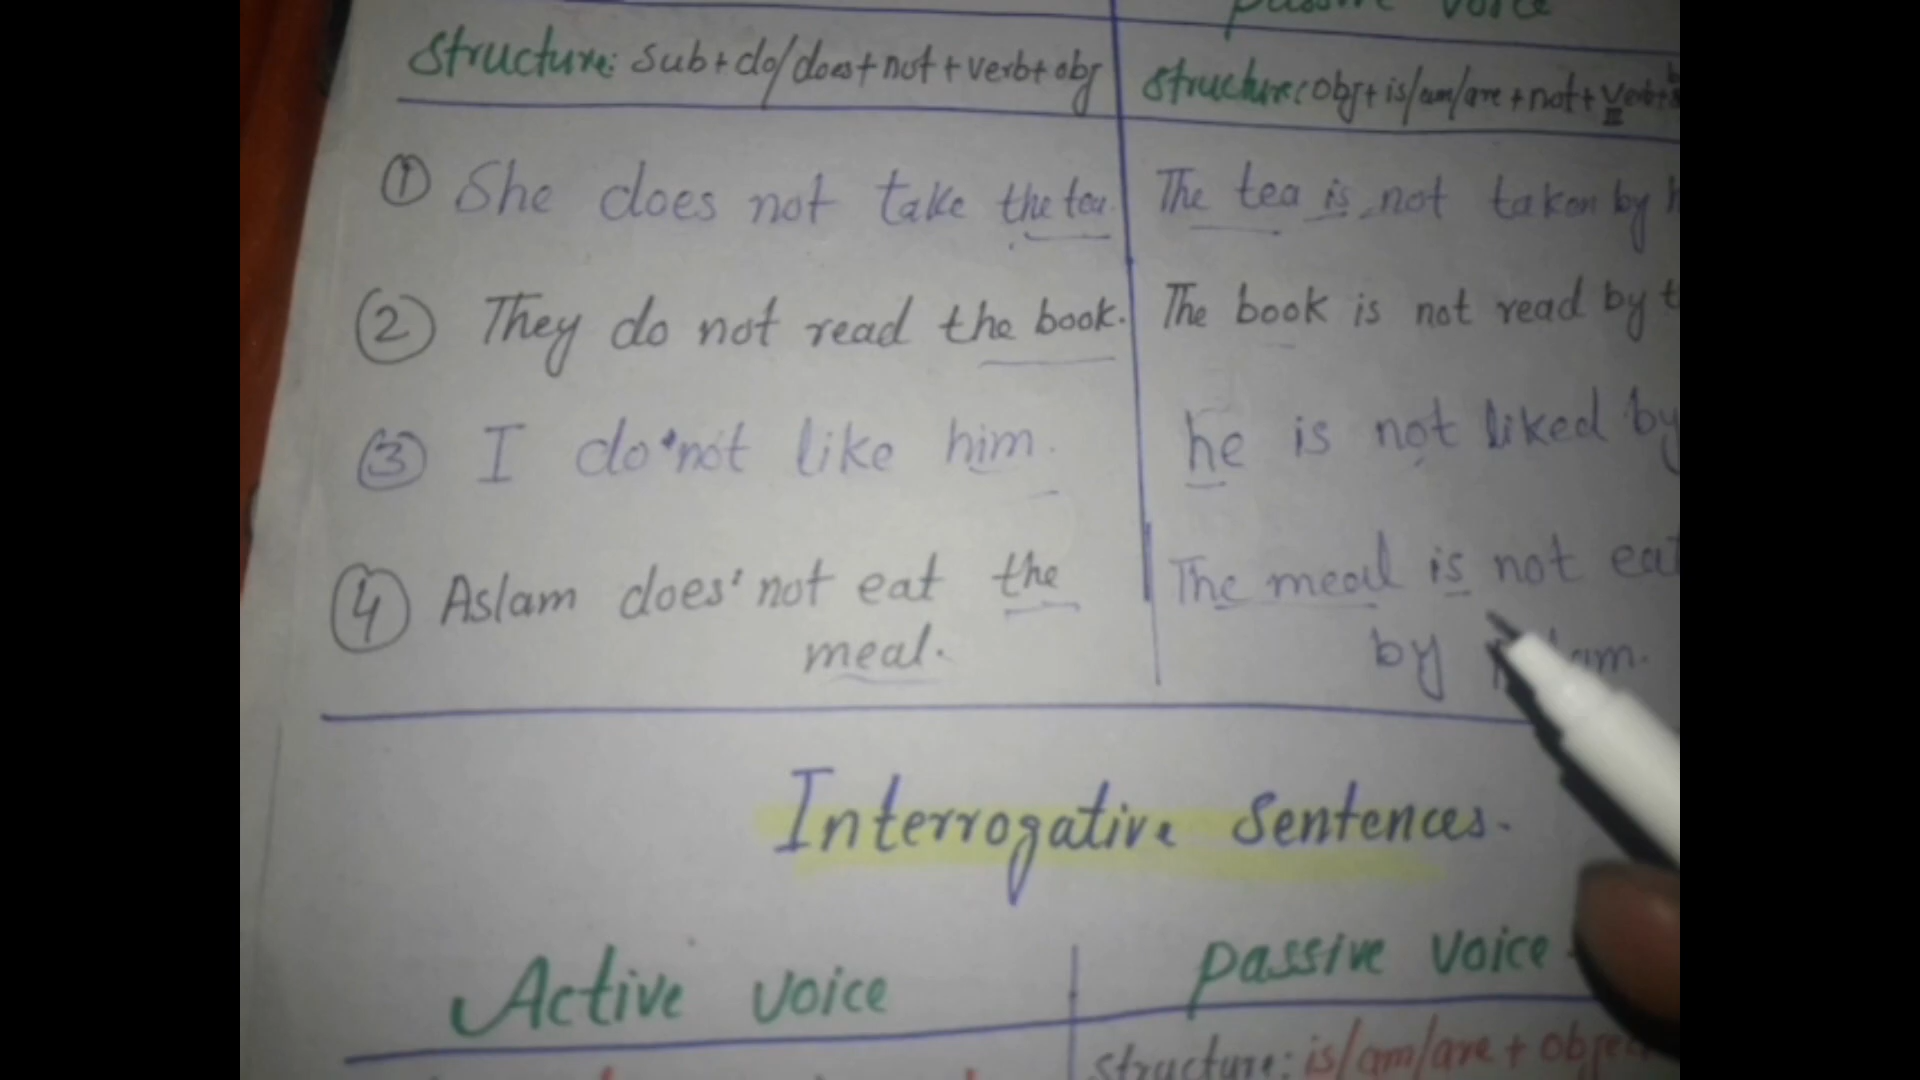 passive voice
Structure: Sub+do/does+not+verb+obj
Structure: obj+is/am/are+not+Verb+
III
① She does not take the tea.
The tea is not taken by
② They do not read the book.
The book is not read by
③ I do not like him.
he is not liked by
④ Aslam does not eat the
meal.
The meal is not
by
Interrogative Sentences.
Active voice
passive voice
structure: is/am/are +